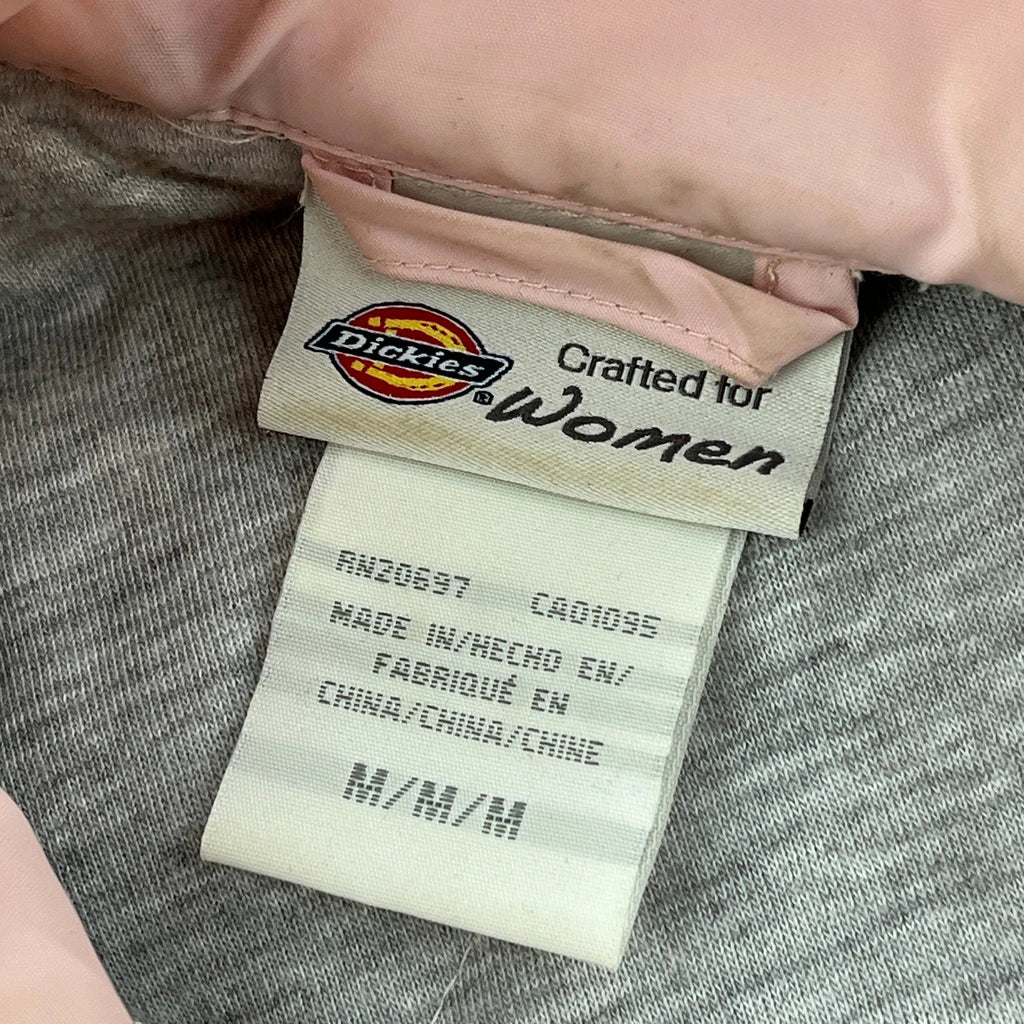 Dickies®
Crafted for
Women
RN20697 CA01095
MADE IN/HECHO EN/
FABRIQUÉ EN
CHINA/CHINA/CHINE
M/M/M